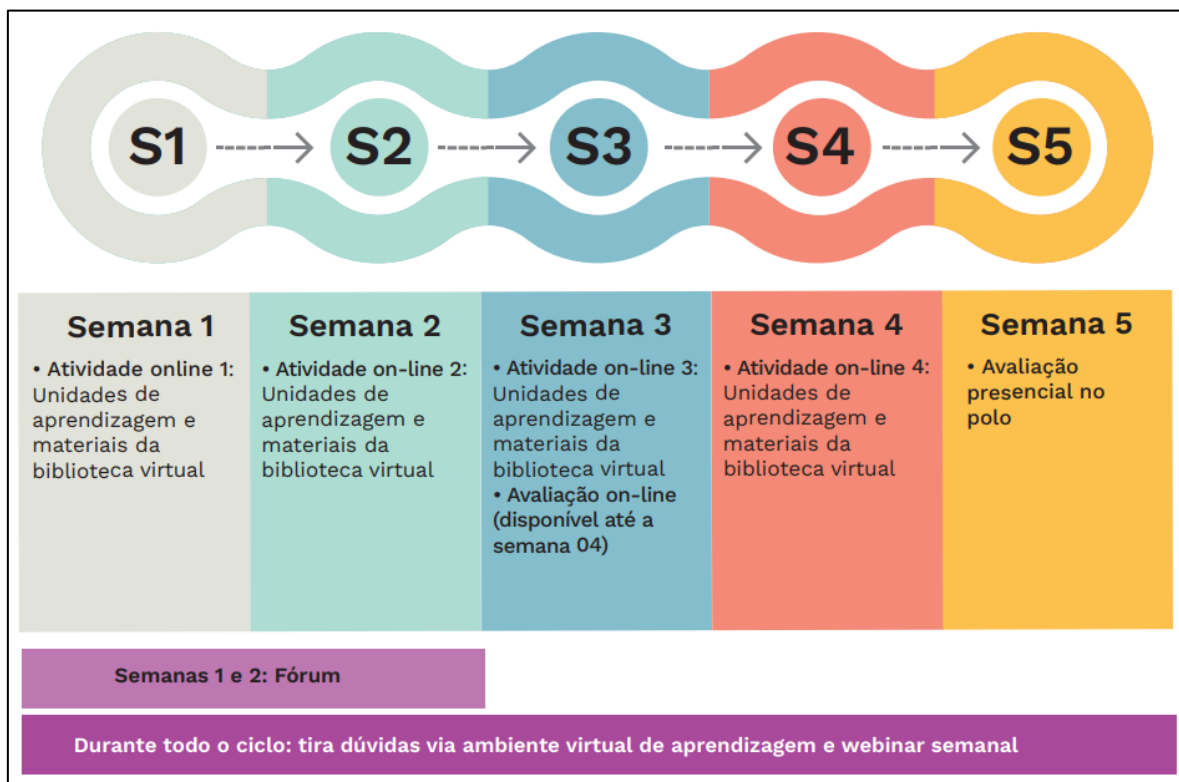 S1
S2
S3
S4
S5
Semana 1
• Atividade online 1:
Unidades de
aprendizagem e
materiais da
biblioteca virtual
Semana 2
• Atividade on-line 2:
Unidades de
aprendizagem e
materiais da
biblioteca virtual
Semana 3
• Atividade on-line 3:
Unidades de
aprendizagem e
materiais da
biblioteca virtual
• Avaliação on-line
(disponível até a
semana 04)
Semana 4
• Atividade on-line 4:
Unidades de
aprendizagem e
materiais da
biblioteca virtual
Semana 5
• Avaliação
presencial no
polo
Semanas 1 e 2: Fórum
Durante todo o ciclo: tira dúvidas via ambiente virtual de aprendizagem e webinar semanal